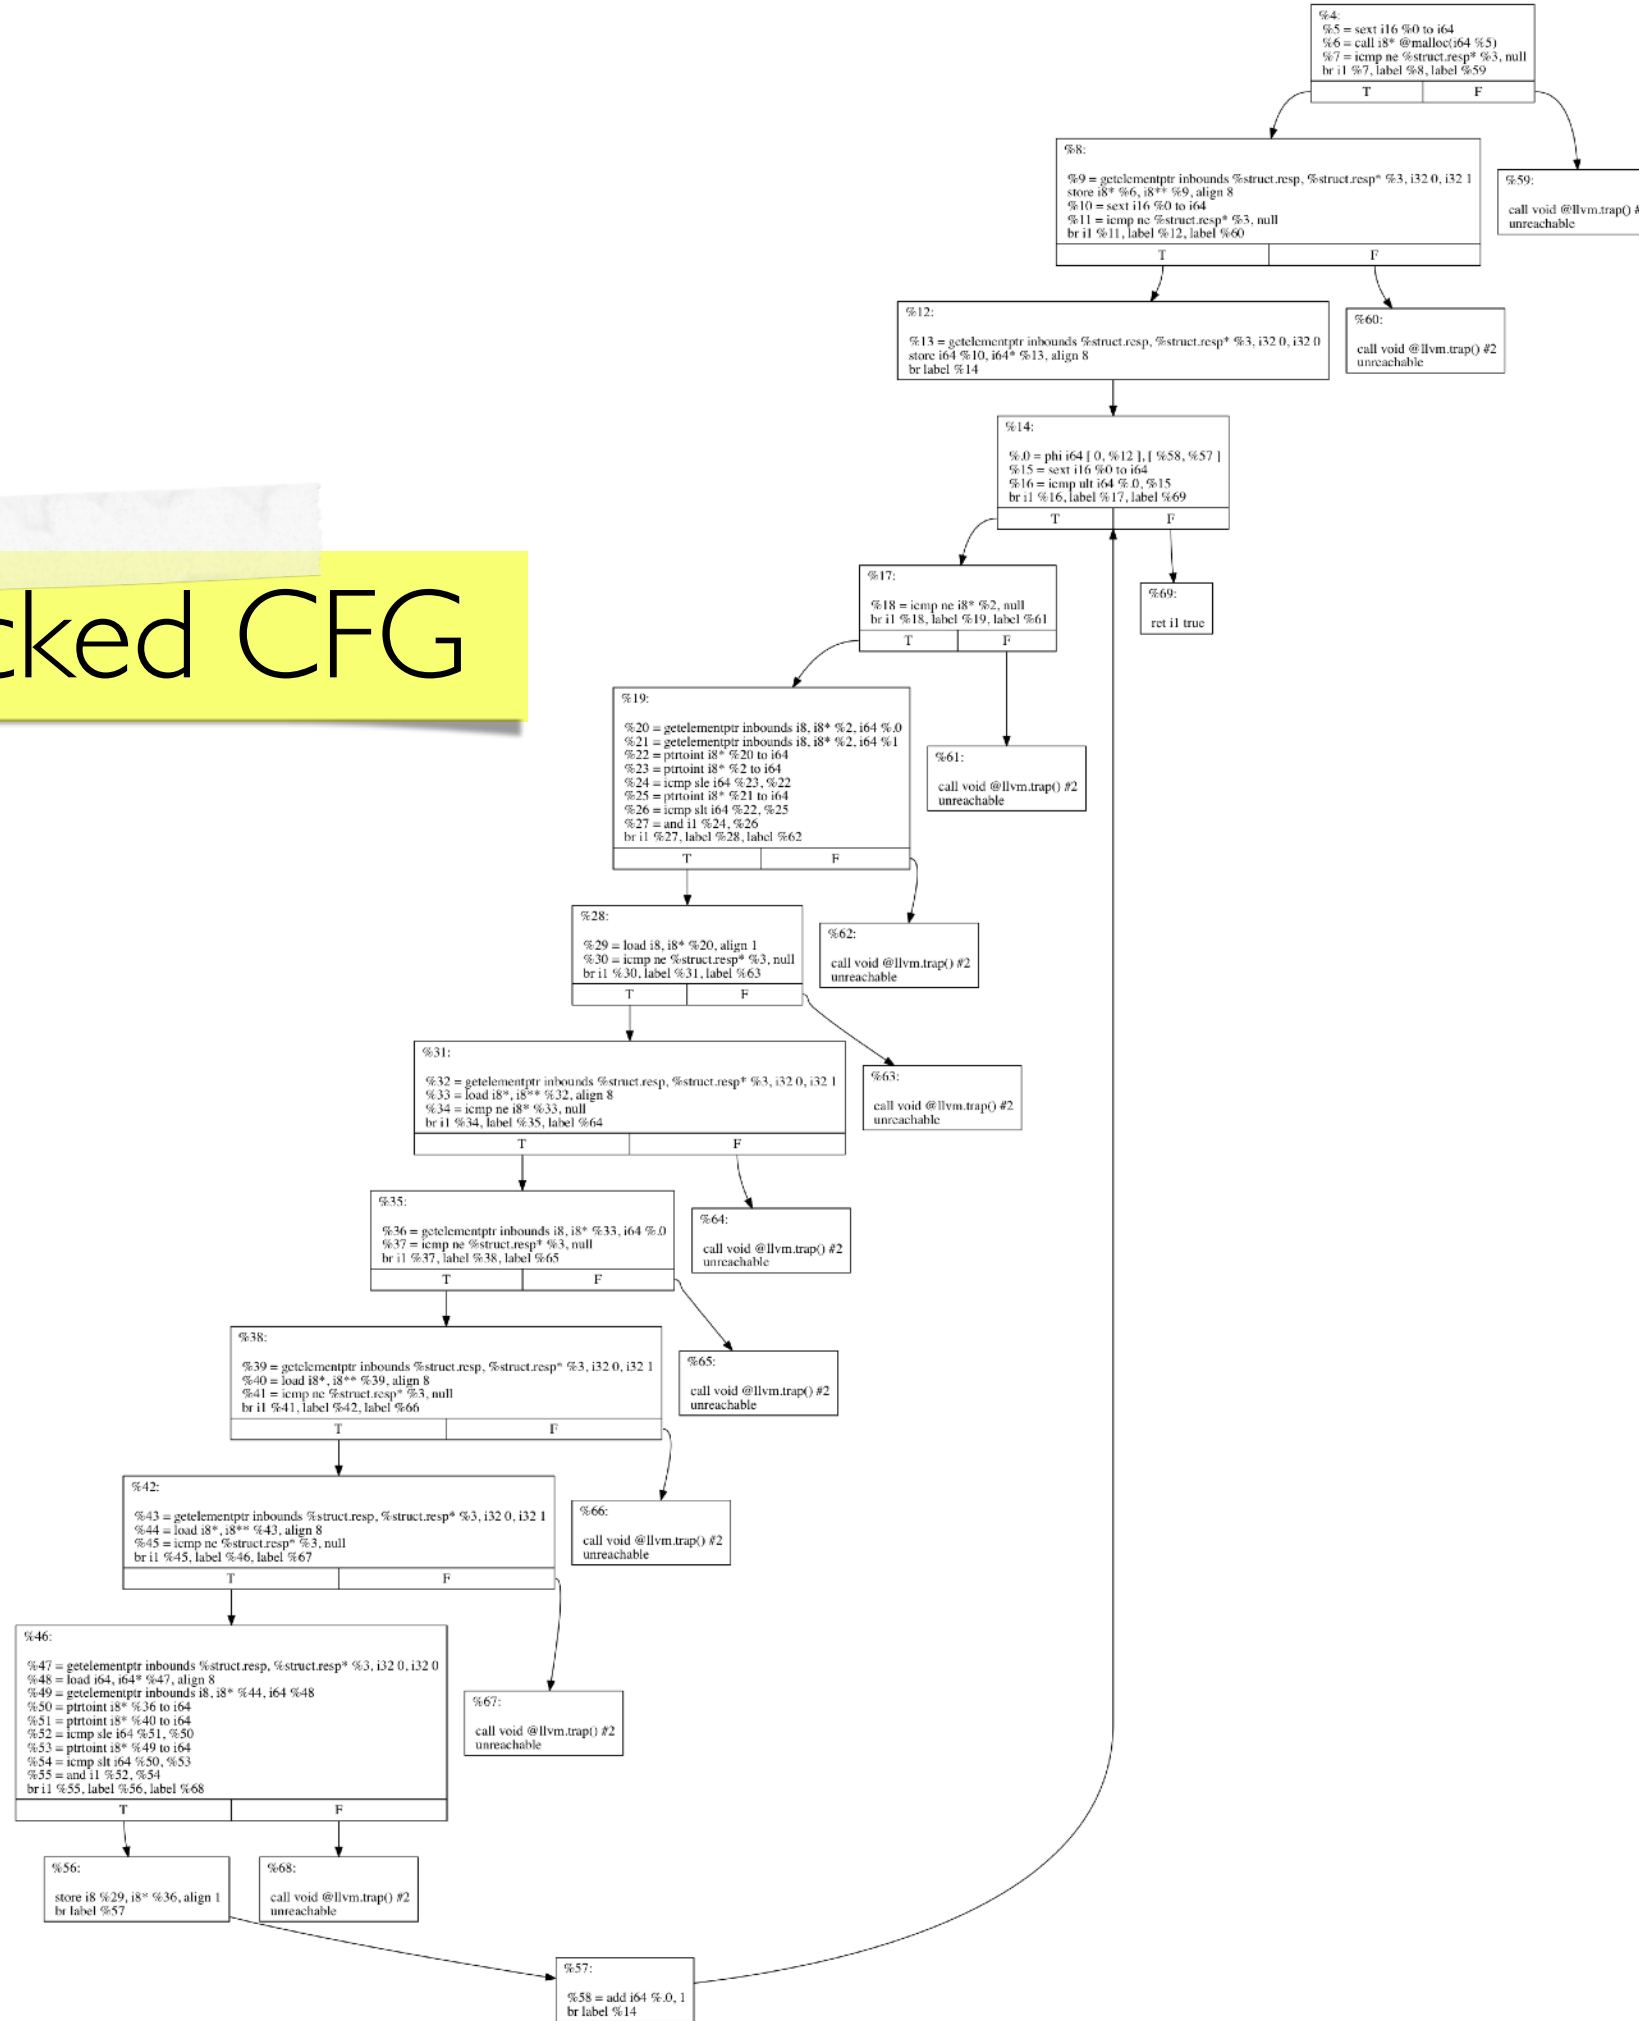 %4:
%5 = sext i16 %0 to i64
%6 = call i8* @malloc(i64 %5)
%7 = icmp ne %struct.resp* %3, null
br i1 %7, label %8, label %59
T F
%8:
%9 = getelementptr inbounds %struct.resp, %struct.resp* %3, i32 0, i32 1
store i8* %6, i8** %9, align 8
%10 = sext i16 %0 to i64
%11 = icmp ne %struct.resp* %3, null
br i1 %11, label %12, label %60
T F
%59:
call void @llvm.trap() #
unreachable
%12:
%13 = getelementptr inbounds %struct.resp, %struct.resp* %3, i32 0, i32 0
store i64 %10, i64* %13, align 8
br label %14
%60:
call void @llvm.trap() #2
unreachable
%14:
%.0 = phi i64 [ 0, %12 ], [ %58, %57 ]
%15 = sext i16 %0 to i64
%16 = icmp ult i64 %.0, %15
br i1 %16, label %17, label %69
T F
cked CFG
%17:
%18 = icmp ne i8* %2, null
br i1 %18, label %19, label %61
T F
%69:
ret i1 true
%19:
%20 = getelementptr inbounds i8, i8* %2, i64 %.0
%21 = getelementptr inbounds i8, i8* %2, i64 %1
%22 = ptrtoint i8* %20 to i64
%23 = ptrtoint i8* %2 to i64
%24 = icmp sle i64 %23, %22
%25 = ptrtoint i8* %21 to i64
%26 = icmp slt i64 %22, %25
%27 = and i1 %24, %26
br i1 %27, label %28, label %62
T F
%61:
call void @llvm.trap() #2
unreachable
%28:
%29 = load i8, i8* %20, align 1
%30 = icmp ne %struct.resp* %3, null
br i1 %30, label %31, label %63
T F
%62:
call void @llvm.trap() #2
unreachable
%31:
%32 = getelementptr inbounds %struct.resp, %struct.resp* %3, i32 0, i32 1
%33 = load i8*, i8** %32, align 8
%34 = icmp ne i8* %33, null
br i1 %34, label %35, label %64
T F
%63:
call void @llvm.trap() #2
unreachable
%35:
%36 = getelementptr inbounds i8, i8* %33, i64 %.0
%37 = icmp ne %struct.resp* %3, null
br i1 %37, label %38, label %65
T F
%64:
call void @llvm.trap() #2
unreachable
%38:
%39 = getelementptr inbounds %struct.resp, %struct.resp* %3, i32 0, i32 1
%40 = load i8*, i8** %39, align 8
%41 = icmp ne %struct.resp* %3, null
br i1 %41, label %42, label %66
T F
%65:
call void @llvm.trap() #2
unreachable
%42:
%43 = getelementptr inbounds %struct.resp, %struct.resp* %3, i32 0, i32 1
%44 = load i8*, i8** %43, align 8
%45 = icmp ne %struct.resp* %3, null
br i1 %45, label %46, label %67
T F
%66:
call void @llvm.trap() #2
unreachable
%46:
%47 = getelementptr inbounds %struct.resp, %struct.resp* %3, i32 0, i32 0
%48 = load i64, i64* %47, align 8
%49 = getelementptr inbounds i8, i8* %44, i64 %48
%50 = ptrtoint i8* %36 to i64
%51 = ptrtoint i8* %40 to i64
%52 = icmp sle i64 %51, %50
%53 = ptrtoint i8* %49 to i64
%54 = icmp slt i64 %50, %53
%55 = and i1 %52, %54
br i1 %55, label %56, label %68
T F
%67:
call void @llvm.trap() #2
unreachable
%56:
store i8 %29, i8* %36, align 1
br label %57
%68:
call void @llvm.trap() #2
unreachable
%57:
%58 = add i64 %.0, 1
br label %14